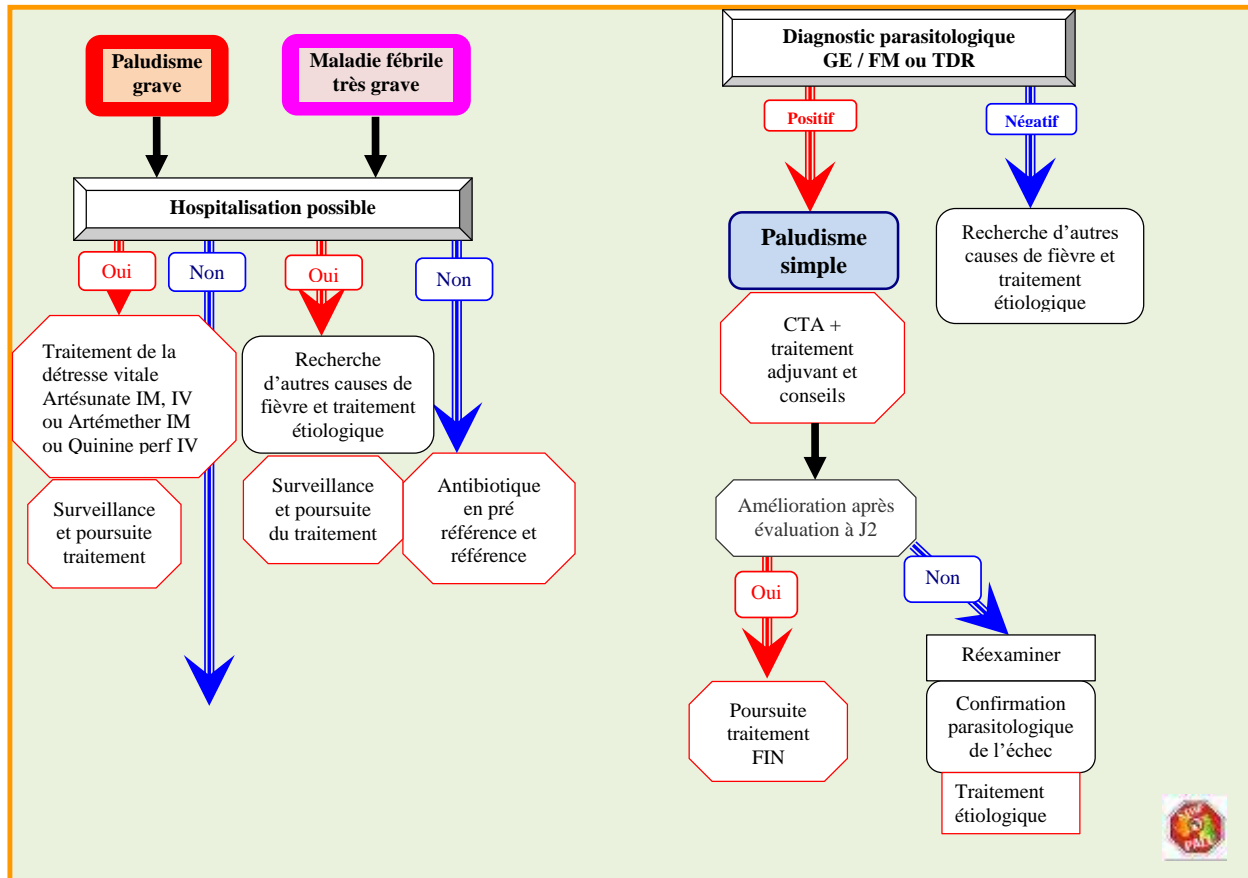 Paludisme
grave
Maladie fébrile
très grave
Hospitalisation possible
Oui
Non
Oui
Non
Traitement de la
détresse vitale
Artésunate IM, IV
ou Artémether IM
ou Quinine perf IV
Surveillance
et poursuite
traitement
Recherche
d’autres causes de
fièvre et traitement
étiologique
Surveillance
et poursuite
du traitement
Antibiotique
en pré
référence et
référence
Diagnostic parasitologique
GE / FM ou TDR
Positif
Négatif
Paludisme
simple
Recherche d’autres
causes de fièvre et
traitement
étiologique
CTA +
traitement
adjuvant et
conseils
Amélioration après
évaluation à J2
Oui
Non
Poursuite
traitement
FIN
Réexaminer
Confirmation
parasitologique
de l’échec
Traitement
étiologique